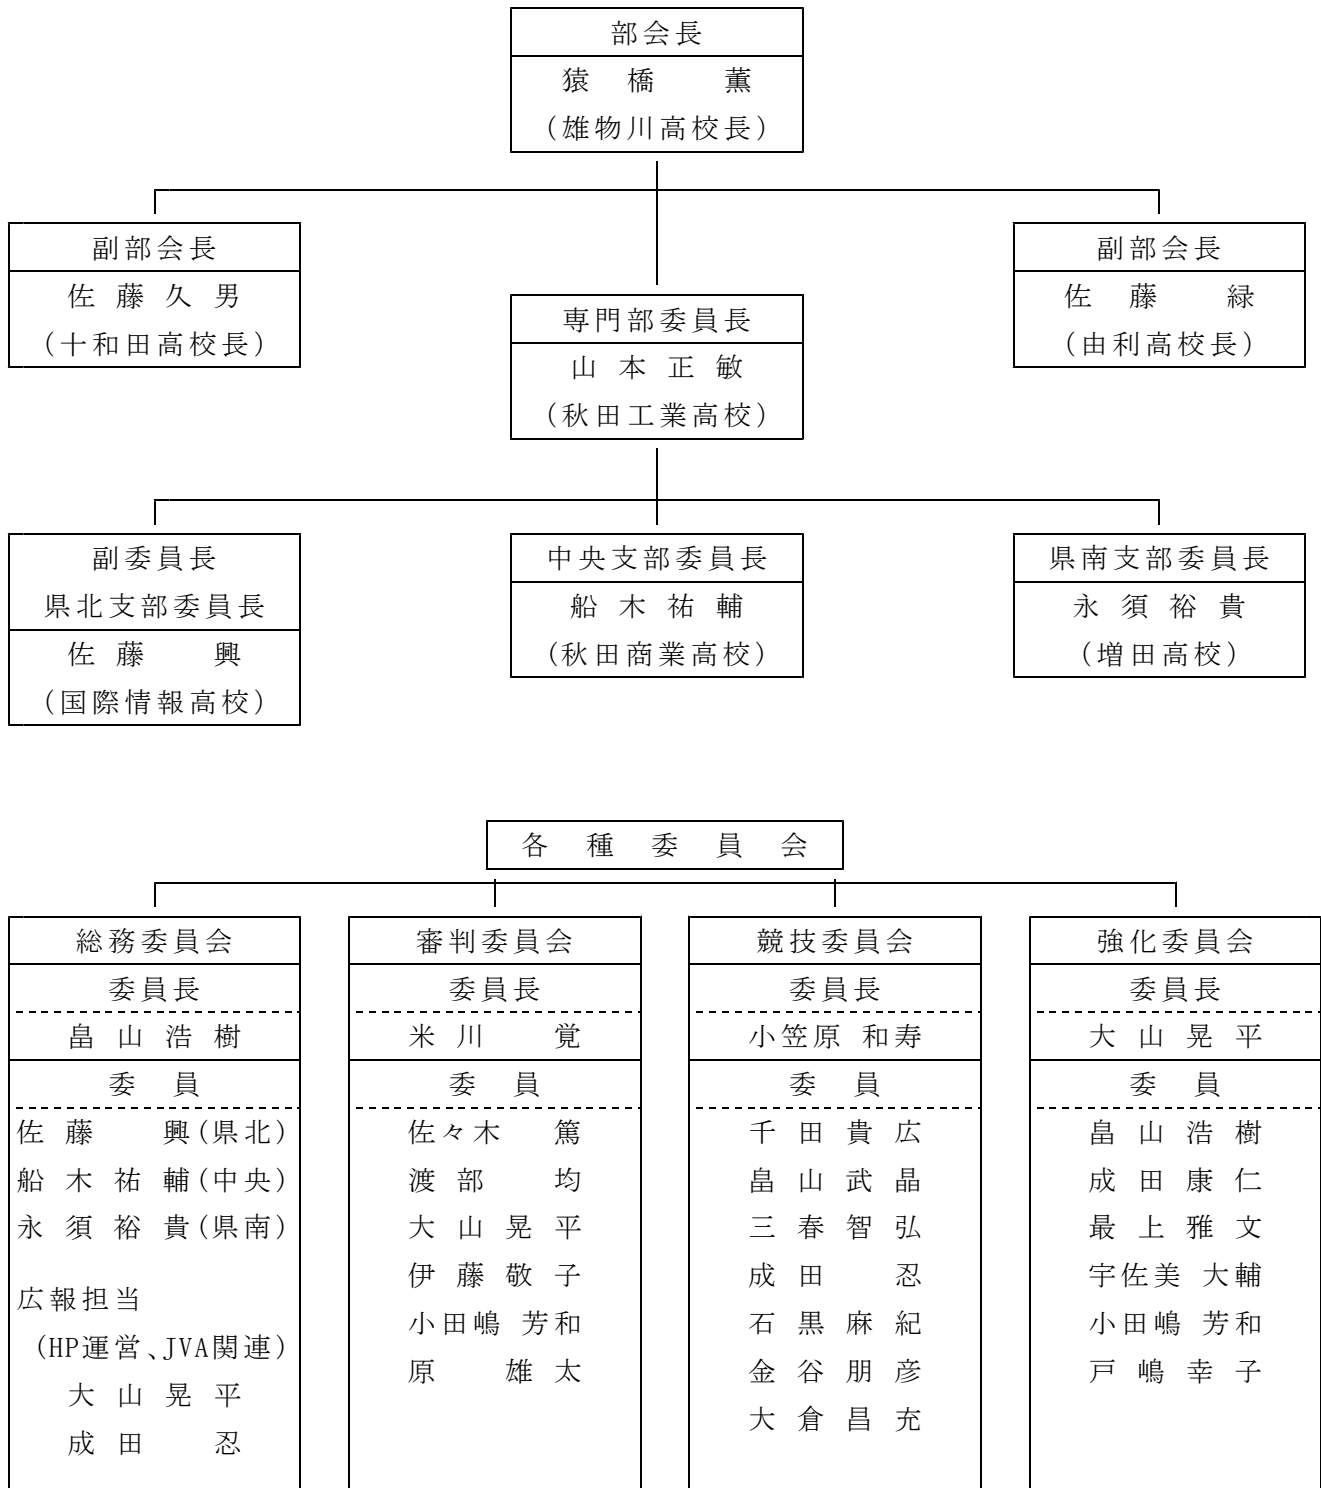 部会長
猿橋　薫
(雄物川高校長)
副部会長
佐藤久男
(十和田高校長)
副部会長
佐藤　緑
(由利高校長)
専門部委員長
山本正敏
(秋田工業高校)
副委員長
県北支部委員長
佐藤　興
(国際情報高校)
中央支部委員長
船木祐輔
(秋田商業高校)
県南支部委員長
永須裕貴
(増田高校)
各種委員会
総務委員会
委員長
畠山浩樹
委員
佐藤　興(県北)
船木祐輔(中央)
永須裕貴(県南)
広報担当
(HP運営、JVA関連)
大山晃平
成田　忍
審判委員会
委員長
米川　覚
委員
佐々木　篤
渡部　均
大山晃平
伊藤敬子
小田嶋 芳和
原　雄太
競技委員会
委員長
小笠原 和寿
委員
千田貴広
畠山武晶
三春智弘
成田　忍
石黒麻紀
金谷朋彦
大倉昌充
強化委員会
委員長
大山晃平
委員
畠山浩樹
成田康仁
最上雅文
宇佐美 大輔
小田嶋 芳和
戸嶋幸子